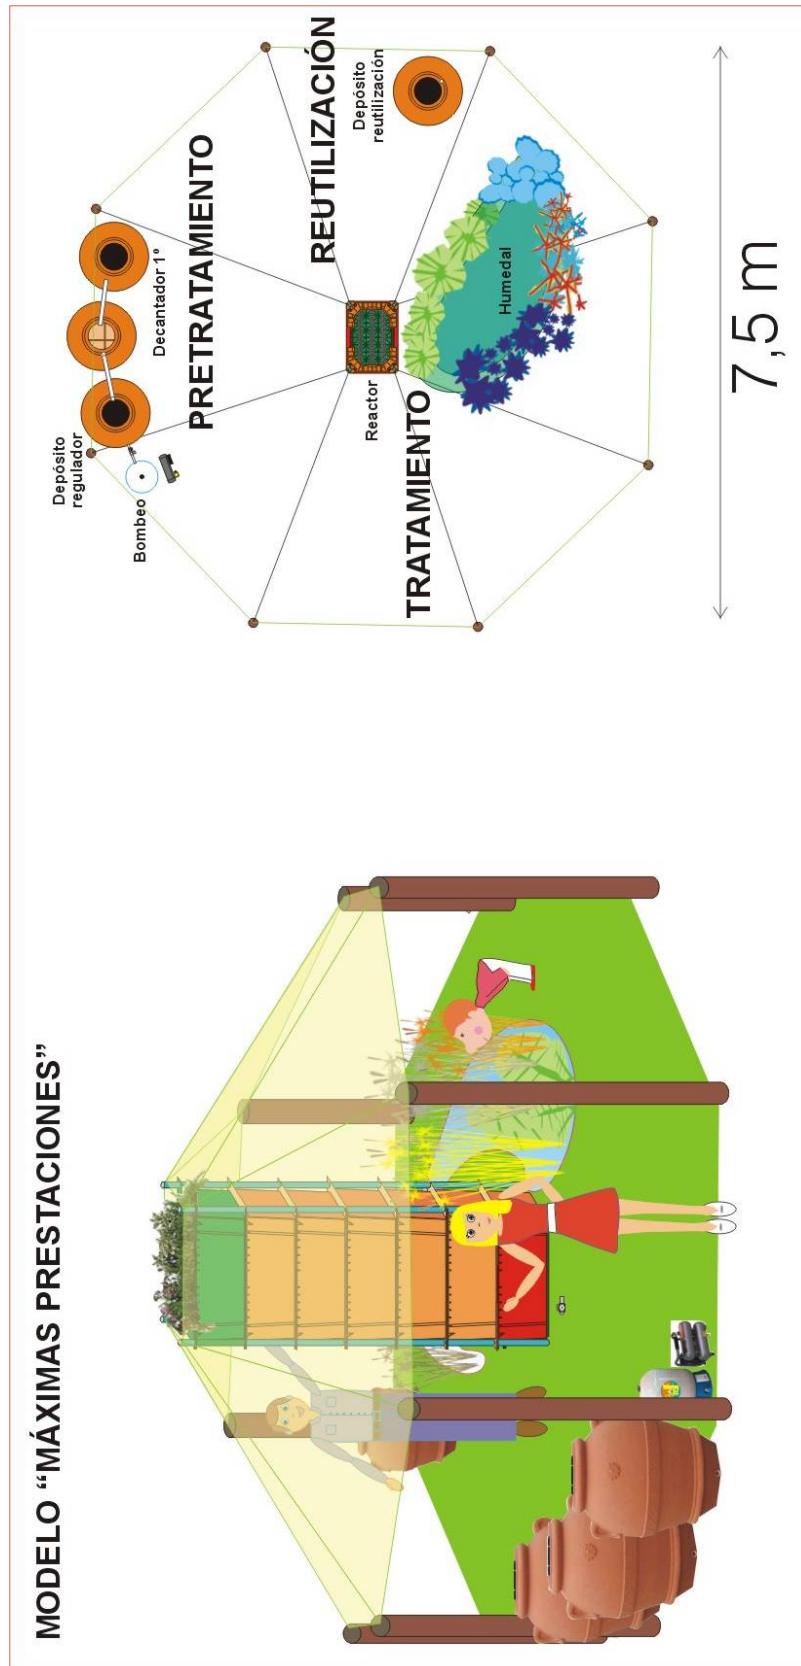 MODELO “MÁXIMAS PRESTACIONES”
Depósito
regulador
Bombeo
Decantador 1º
PRETRATAMIENTO
REUTILIZACIÓN
Depósito
reutilización
Reactor
TRATAMIENTO
Humedal
7,5 m